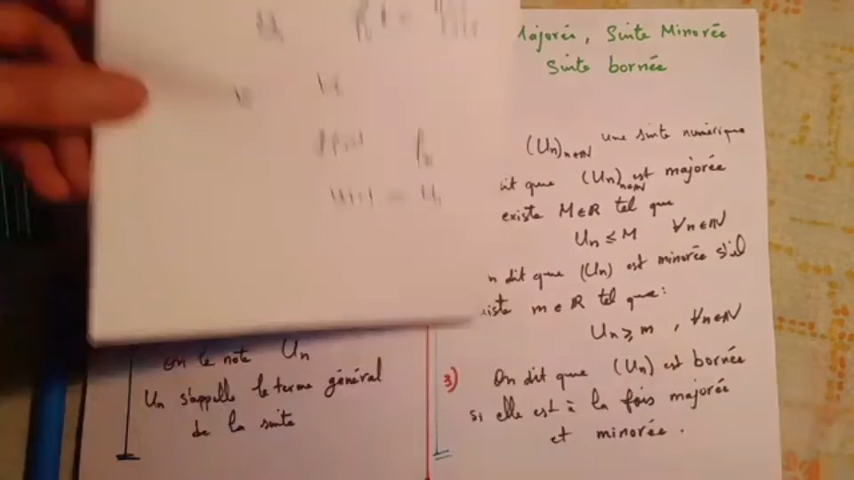 Majorée, Suite Minorée
Suite bornée
(Un)n∈N une suite numérique
dit que (Un)n∈N est majorée
existe M∈R tel que
Un ≤ M ∀n∈N
on dit que (Un) est minorée s'il
existe m∈R tel que:
Un ≥ m , ∀n∈N
3) On dit que (Un) est bornée
si elle est à la fois majorée
et minorée.
on le note Un
Un s'appelle le terme général
de la suite